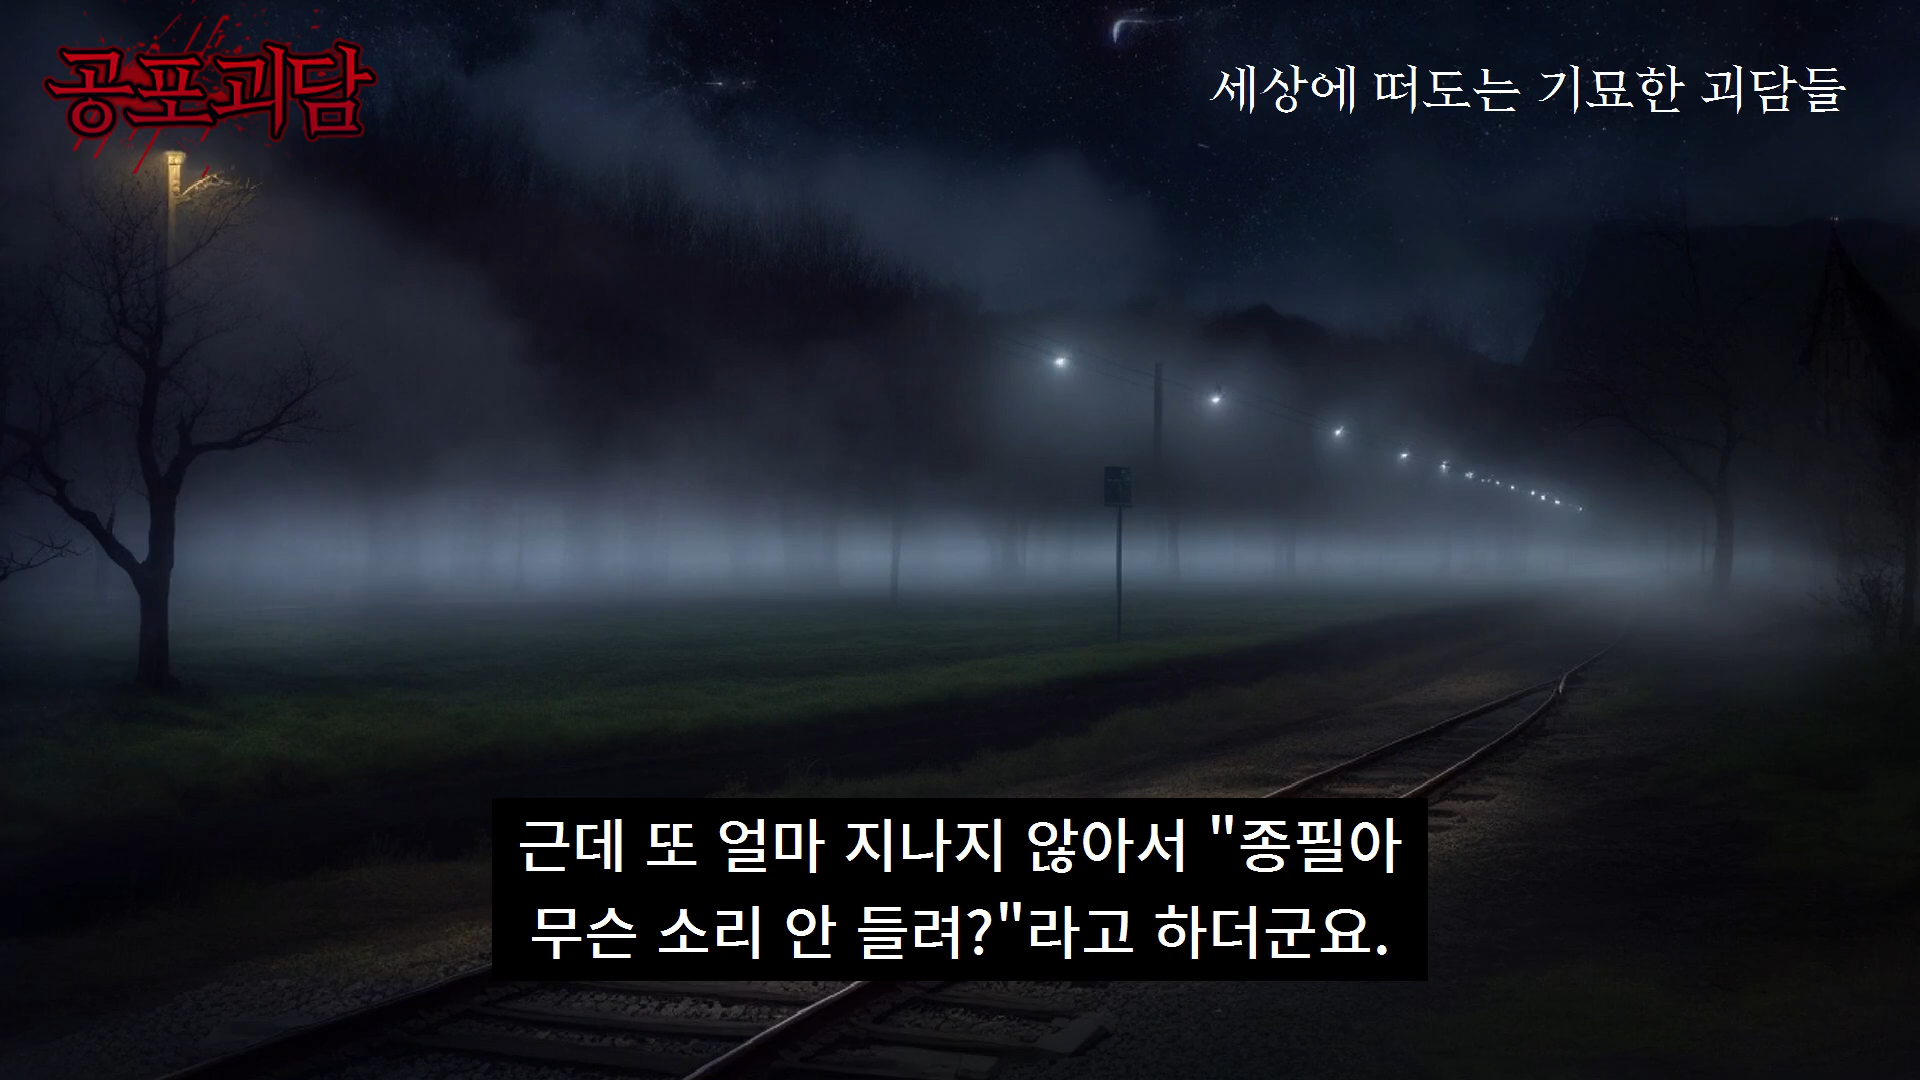 공포괴담
세상에 떠도는 기묘한 괴담들
근데 또 얼마 지나지 않아서 "종필아
무슨 소리 안 들려?"라고 하더군요.